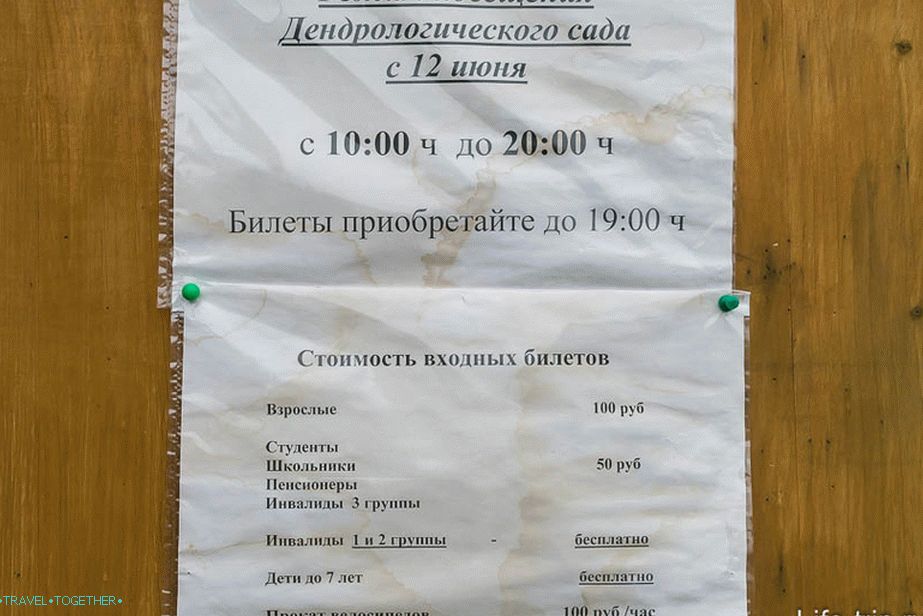 Дендрологического сада
с 12 июня
с 10:00 ч до 20:00 ч
Билеты приобретайте до 19:00 ч
Стоимость входных билетов
Взрослые 100 руб
Студенты
Школьники 50 руб
Пенсионеры
Инвалиды 3 группы
Инвалиды 1 и 2 группы - бесплатно
Дети до 7 лет бесплатно
Прокат велосипедов 100 руб/час
•TRAVEL•TOGETHER•